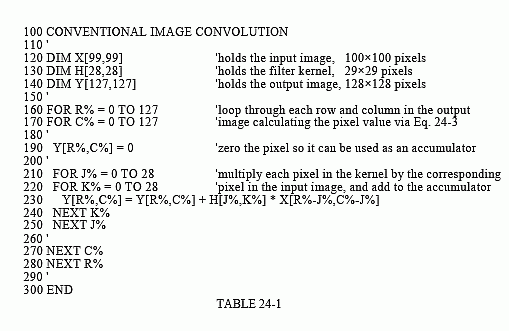 100 CONVENTIONAL IMAGE CONVOLUTION
110 '
120 DIM X[99,99] 'holds the input image, 100×100 pixels
130 DIM H[28,28] 'holds the filter kernel, 29×29 pixels
140 DIM Y[127,127] 'holds the output image, 128×128 pixels
150 '
160 FOR R% = 0 TO 127 'loop through each row and column in the output
170 FOR C% = 0 TO 127 'image calculating the pixel value via Eq. 24-3
180 '
190 Y[R%,C%] = 0 'zero the pixel so it can be used as an accumulator
200 '
210 FOR J% = 0 TO 28 'multiply each pixel in the kernel by the corresponding
220 FOR K% = 0 TO 28 'pixel in the input image, and add to the accumulator
230 Y[R%,C%] = Y[R%,C%] + H[J%,K%] * X[R%-J%,C%-J%]
240 NEXT K%
250 NEXT J%
260 '
270 NEXT C%
280 NEXT R%
290 '
300 END
TABLE 24-1